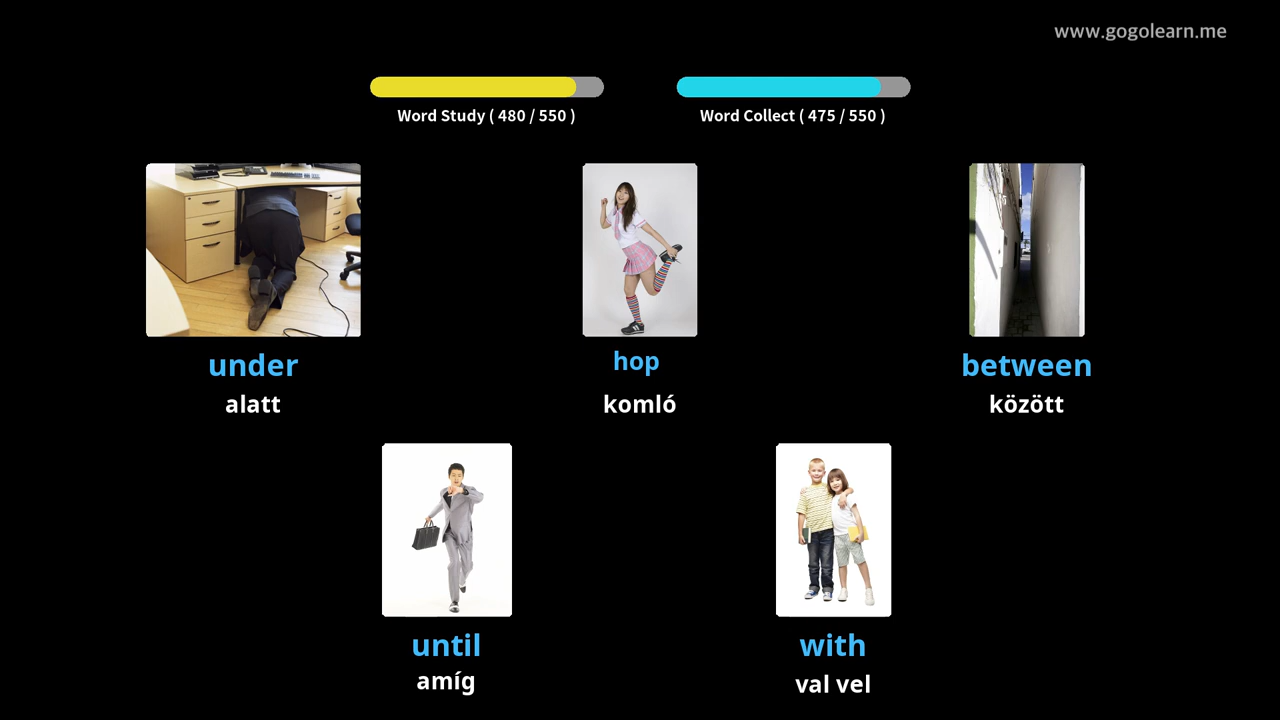 www.gogolearn.me
Word Study ( 480 / 550 )
Word Collect ( 475 / 550 )
under
hop
between
alatt
komló
között
until
with
amíg
val vel